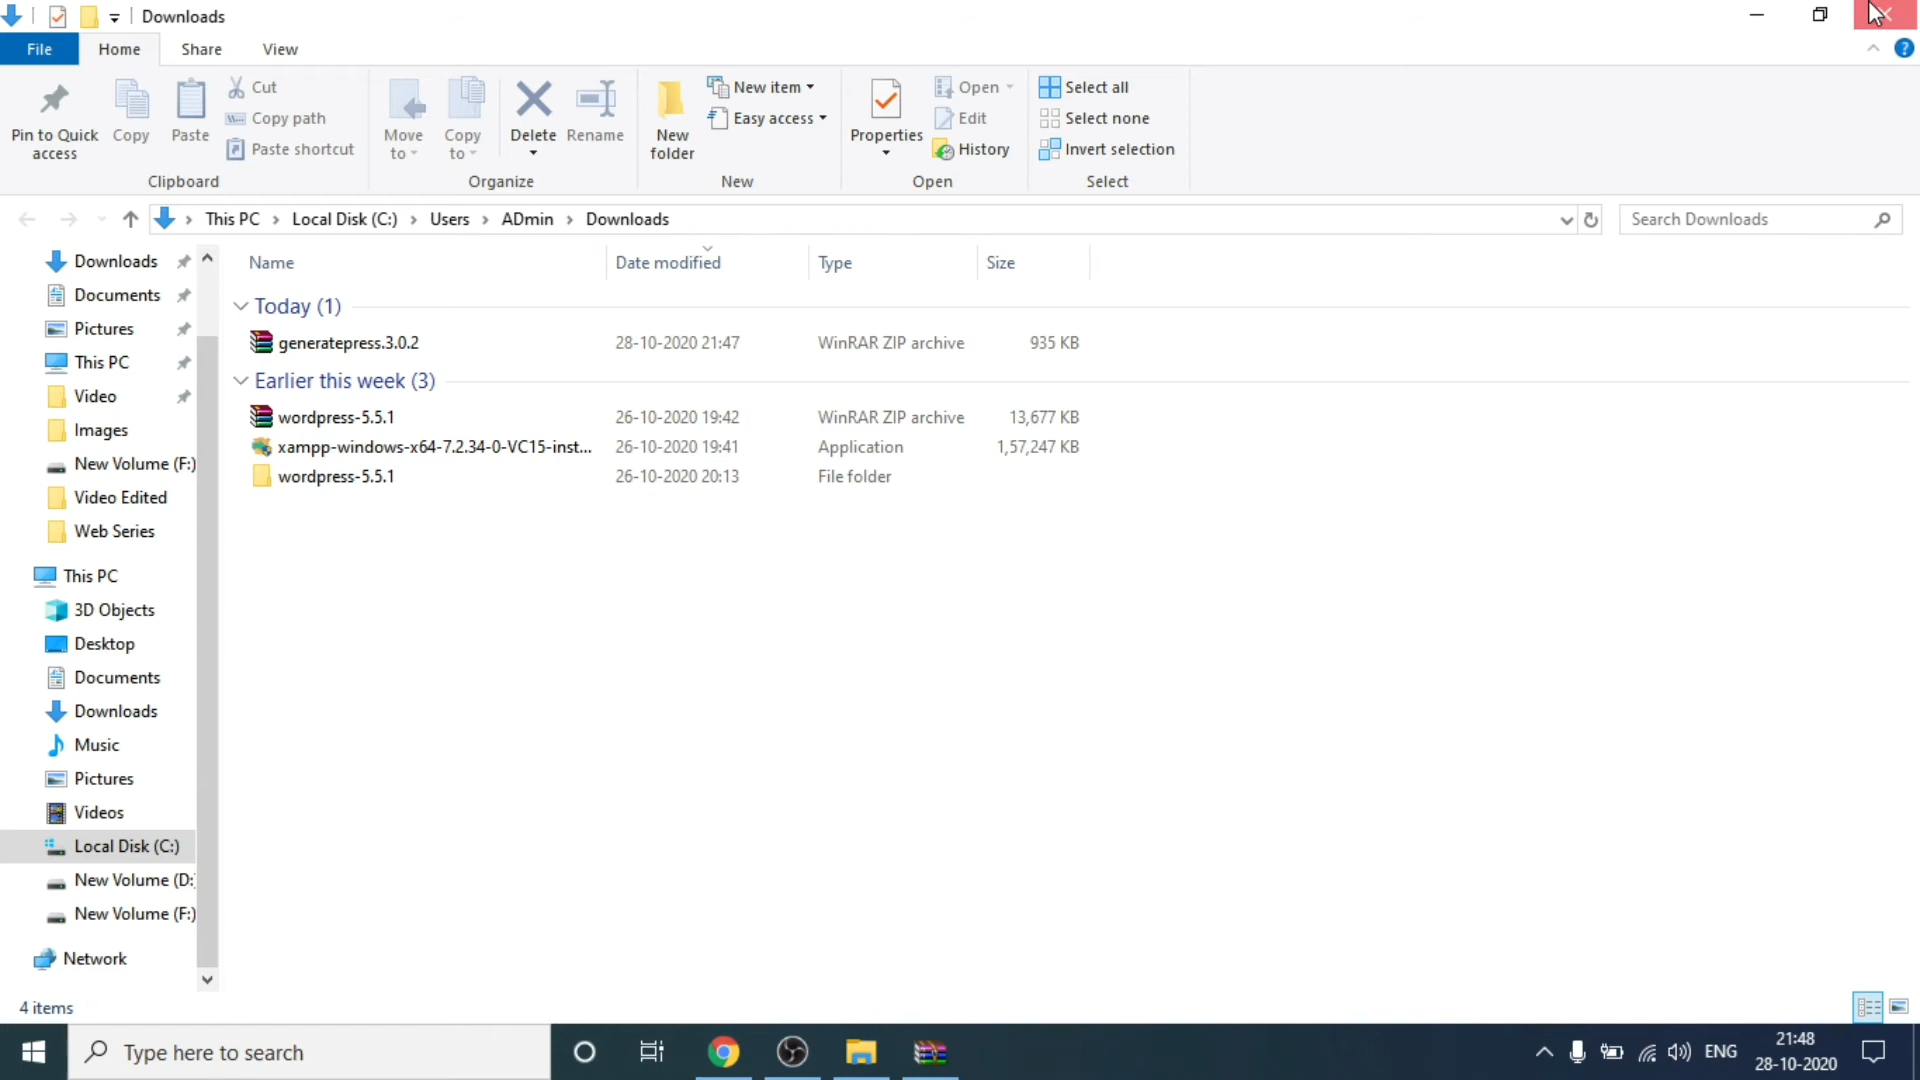 Downloads
File
Home
Share
View
Pin to Quick
access
Copy
Paste
Cut
Copy path
Paste shortcut
Clipboard
Move
to
Copy
to
Delete
Rename
Organize
New
folder
New item
Easy access
New
Properties
Open
Edit
History
Open
Select all
Select none
Invert selection
Select
This PC
Local Disk (C:)
Users
ADmin
Downloads
Search Downloads
Downloads
Documents
Pictures
This PC
Video
Images
New Volume (F:)
Video Edited
Web Series
This PC
3D Objects
Desktop
Documents
Downloads
Music
Pictures
Videos
Local Disk (C:)
New Volume (D:
New Volume (F:)
Network
Name Date modified Type Size
Today (1)
generatepress.3.0.2 28-10-2020 21:47 WinRAR ZIP archive 935 KB
Earlier this week (3)
wordpress-5.5.1 26-10-2020 19:42 WinRAR ZIP archive 13,677 KB
xampp-windows-x64-7.2.34-0-VC15-inst... 26-10-2020 19:41 Application 1,57,247 KB
wordpress-5.5.1 26-10-2020 20:13 File folder
4 items
Type here to search
ENG
21:48
28-10-2020